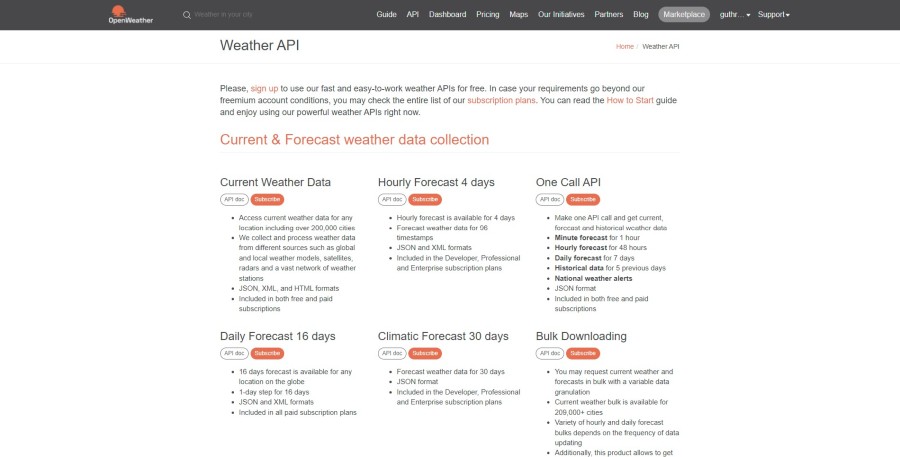 OpenWeather
Weather in your city
Guide
API
Dashboard
Pricing
Maps
Our Initiatives
Partners
Blog
Marketplace
guthr...
Support
Weather API
Home / Weather API
Please, sign up to use our fast and easy-to-work weather APIs for free. In case your requirements go beyond our
freemium account conditions, you may check the entire list of our subscription plans. You can read the How to Start guide
and enjoy using our powerful weather APIs right now.
Current & Forecast weather data collection
Current Weather Data
API doc
Subscribe
• Access current weather data for any
location including over 200,000 cities
• We collect and process weather data
from different sources such as global
and local weather models, satellites,
radars and a vast network of weather
stations
• JSON, XML, and HTML formats
• Included in both free and paid
subscriptions
Hourly Forecast 4 days
API doc
Subscribe
• Hourly forecast is available for 4 days
• Forecast weather data for 96
timestamps
• JSON and XML formats
• Included in the Developer, Professional
and Enterprise subscription plans
One Call API
API doc
Subscribe
• Make one API call and get current,
forecast and historical weather data
• Minute forecast for 1 hour
• Hourly forecast for 48 hours
• Daily forecast for 7 days
• Historical data for 5 previous days
• National weather alerts
• JSON format
• Included in both free and paid
subscriptions
Daily Forecast 16 days
API doc
Subscribe
• 16 days forecast is available for any
location on the globe
• 1-day step for 16 days
• JSON and XML formats
• Included in all paid subscription plans
Climatic Forecast 30 days
API doc
Subscribe
• Forecast weather data for 30 days
• JSON format
• Included in the Developer, Professional
and Enterprise subscription plans
Bulk Downloading
API doc
Subscribe
• You may request current weather and
forecasts in bulk with a variable data
granulation
• Current weather bulk is available for
209,000+ cities
• Variety of hourly and daily forecast
bulks depends on the frequency of data
updating
• Additionally, this product allows to get